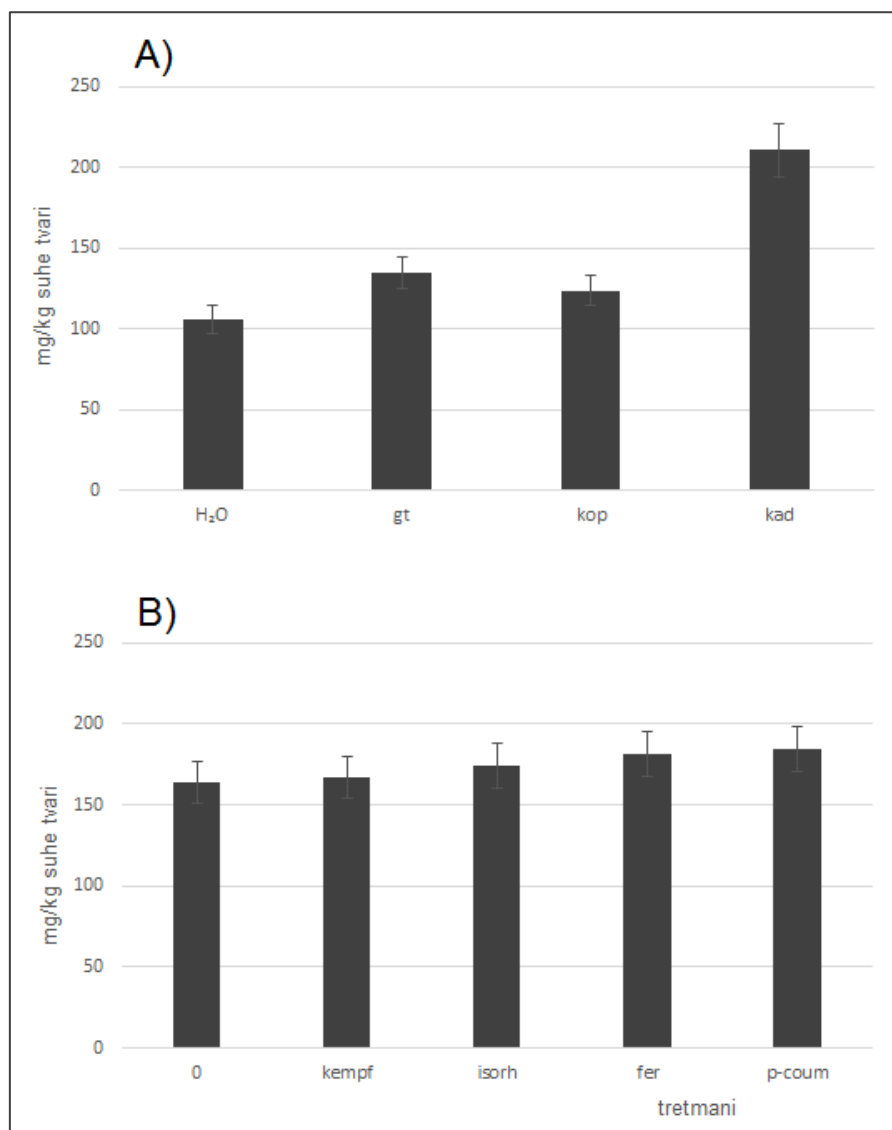 A)
250
200
150
100
50
0
mg/kg suhe tvari
H₂O gt kop kad
B)
250
200
150
100
50
0
mg/kg suhe tvari
0 kempf isorh fer p-coum
tretmani